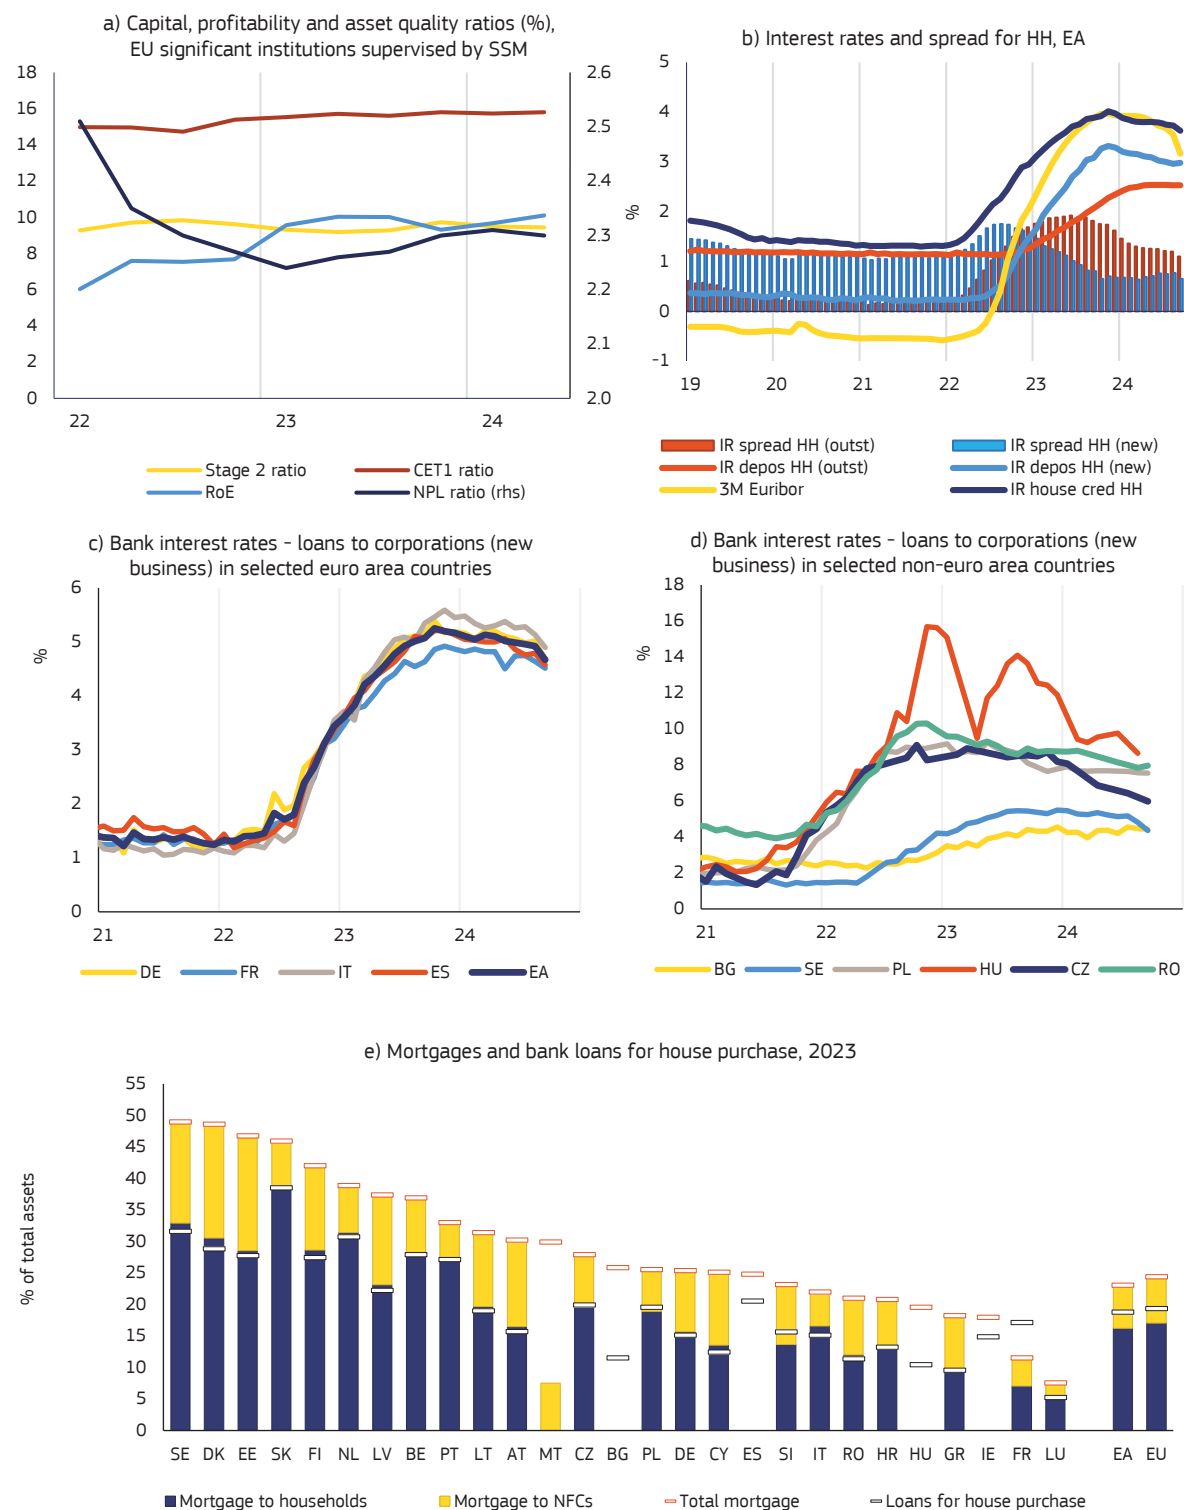 a) Capital, profitability and asset quality ratios (%),
EU significant institutions supervised by SSM
18
16
14
12
10
8
6
4
2
0
2.6
2.5
2.4
2.3
2.2
2.1
2.0
22
23
24
Stage 2 ratio
CET1 ratio
RoE
NPL ratio (rhs)
b) Interest rates and spread for HH, EA
%
5
4
3
2
1
0
-1
19
20
21
22
23
24
IR spread HH (outst)
IR spread HH (new)
IR depos HH (outst)
IR depos HH (new)
3M Euribor
IR house cred HH
c) Bank interest rates - loans to corporations (new
business) in selected euro area countries
%
6
5
4
3
2
1
0
21
22
23
24
DE
FR
IT
ES
EA
d) Bank interest rates - loans to corporations (new
business) in selected non-euro area countries
%
18
16
14
12
10
8
6
4
2
0
21
22
23
24
BG
SE
PL
HU
CZ
RO
e) Mortgages and bank loans for house purchase, 2023
% of total assets
55
50
45
40
35
30
25
20
15
10
5
0
SE
DK
EE
SK
FI
NL
LV
BE
PT
LT
AT
MT
CZ
BG
PL
DE
CY
ES
SI
IT
RO
HR
HU
GR
IE
FR
LU
EA
EU
Mortgage to households
Mortgage to NFCs
Total mortgage
Loans for house purchase